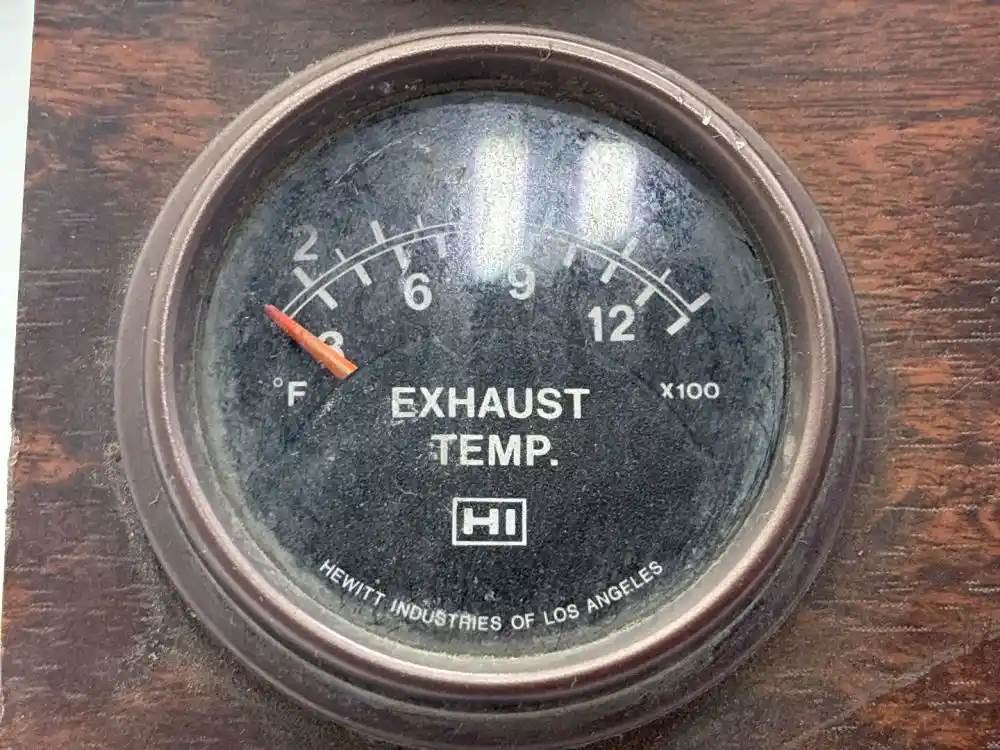 2
3
6
9
12
°F
X100
EXHAUST
TEMP.
HI
HEWITT INDUSTRIES OF LOS ANGELES